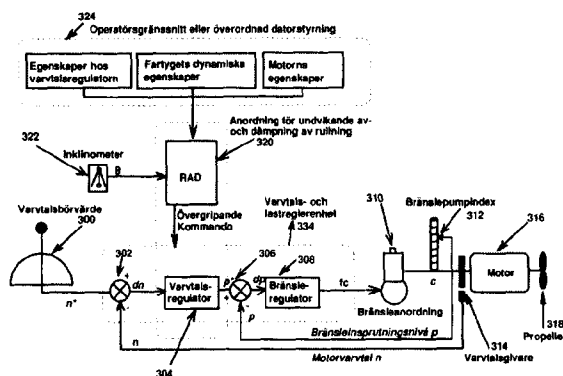 324
Operatörsgränssnitt eller överordnad datorstyrning
Egenskaper hos
varvtalsregulatorn
Fartygets dynamiska
egenskaper
Motorns
egenskaper
Anordning för undvikande av-
och dämpning av rullning
320
322
Inklinometer
θ
RAD
Övergripande
Kommando
Varvtals- och
lastreglerenhet
334
Varvtalsbörvärde
300
302
306
308
310
Bränslepumpindex
312
316
n*
+
-
dn
Varvtals-
regulator
p*
+
-
dp
Bränsle-
regulator
fc
Bränsleanordning
c
Motor
318
Propeller
314
Varvtalsgivare
p
Bränsleinsprutningsnivå p
n
304
Motorvarvtal n